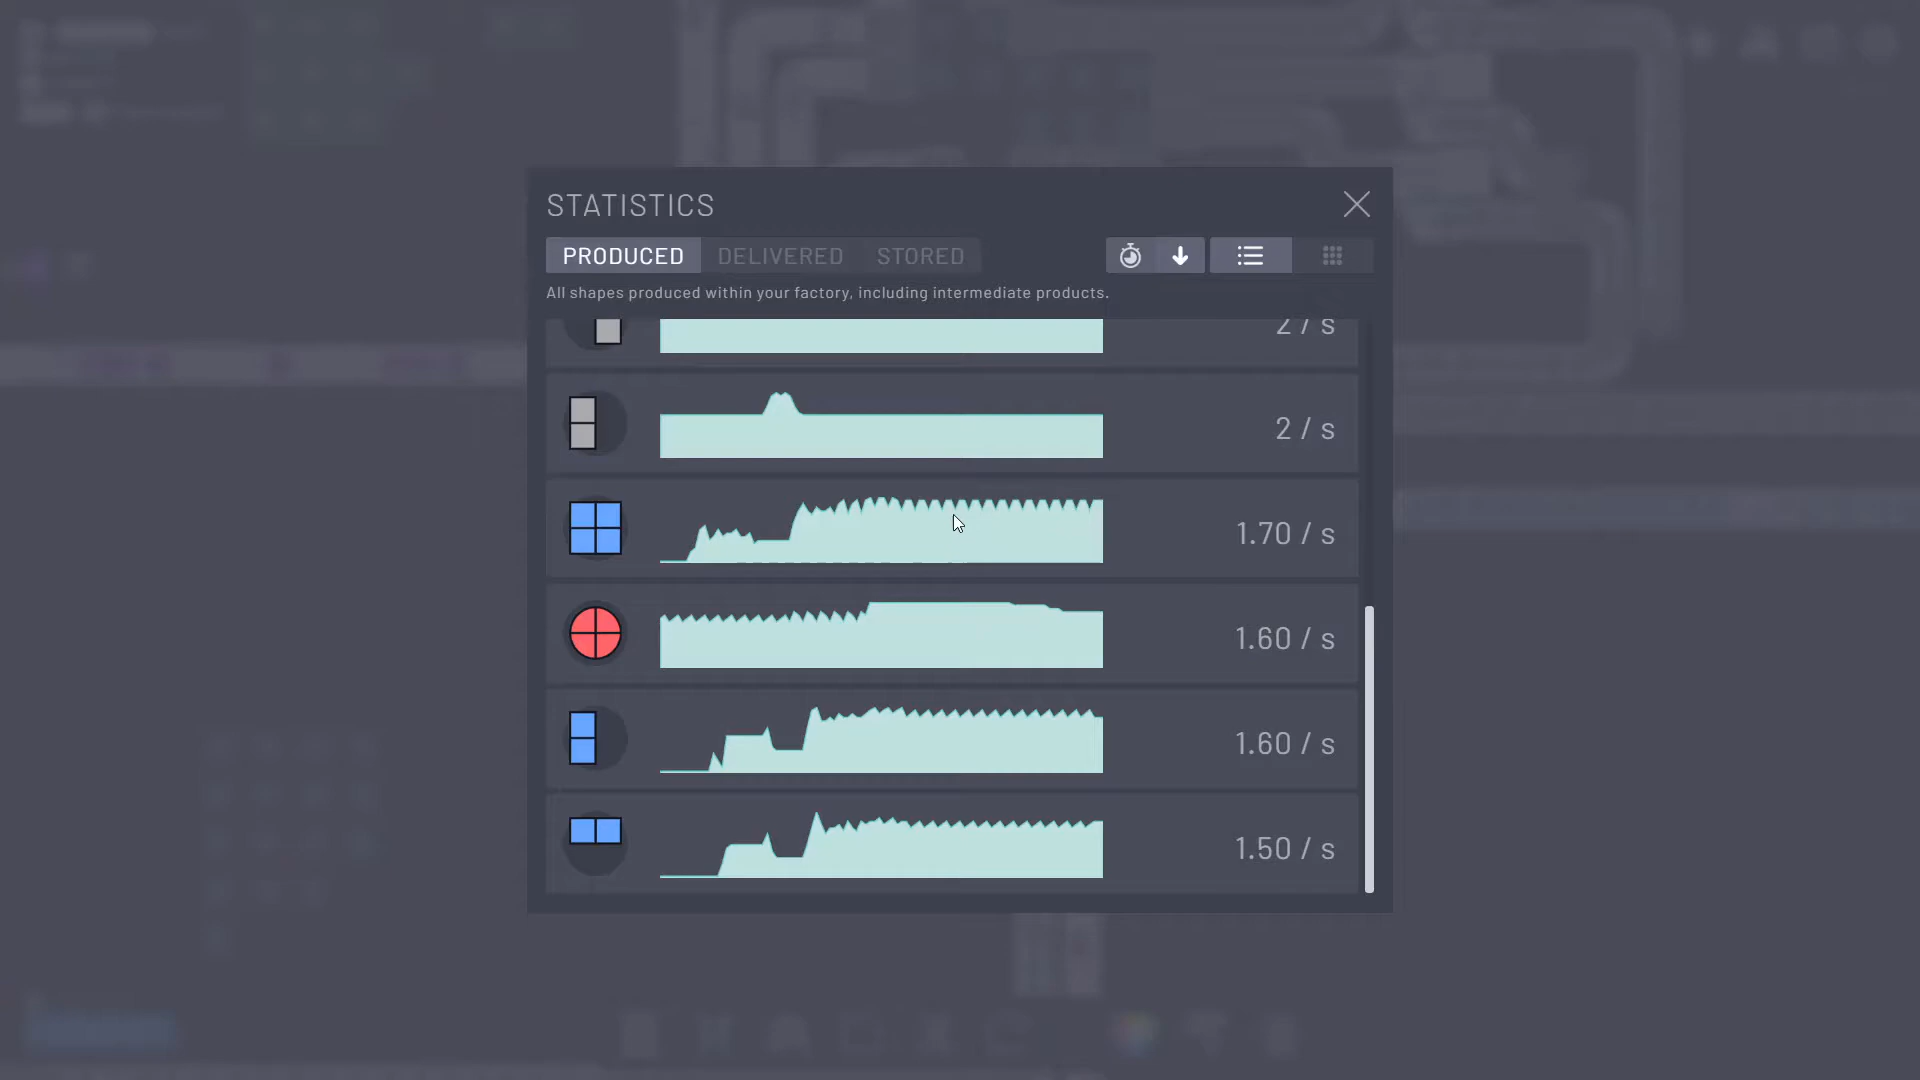 STATISTICS
PRODUCED DELIVERED STORED
All shapes produced within your factory, including intermediate products.
2 / s
2 / s
1.70 / s
1.60 / s
1.60 / s
1.50 / s